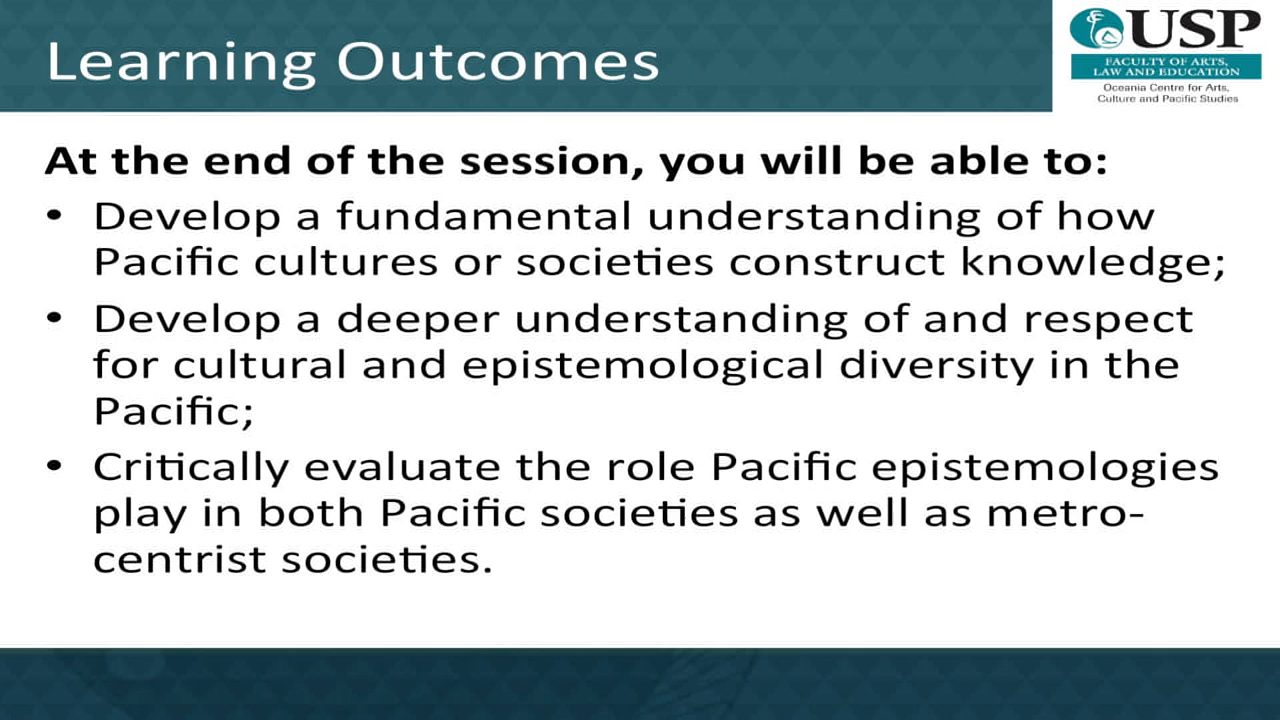 Learning Outcomes
USP
FACULTY OF ARTS,
LAW AND EDUCATION
Oceania Centre for Arts,
Culture and Pacific Studies
At the end of the session, you will be able to:
• Develop a fundamental understanding of how
Pacific cultures or societies construct knowledge;
• Develop a deeper understanding of and respect
for cultural and epistemological diversity in the
Pacific;
• Critically evaluate the role Pacific epistemologies
play in both Pacific societies as well as metro-
centrist societies.